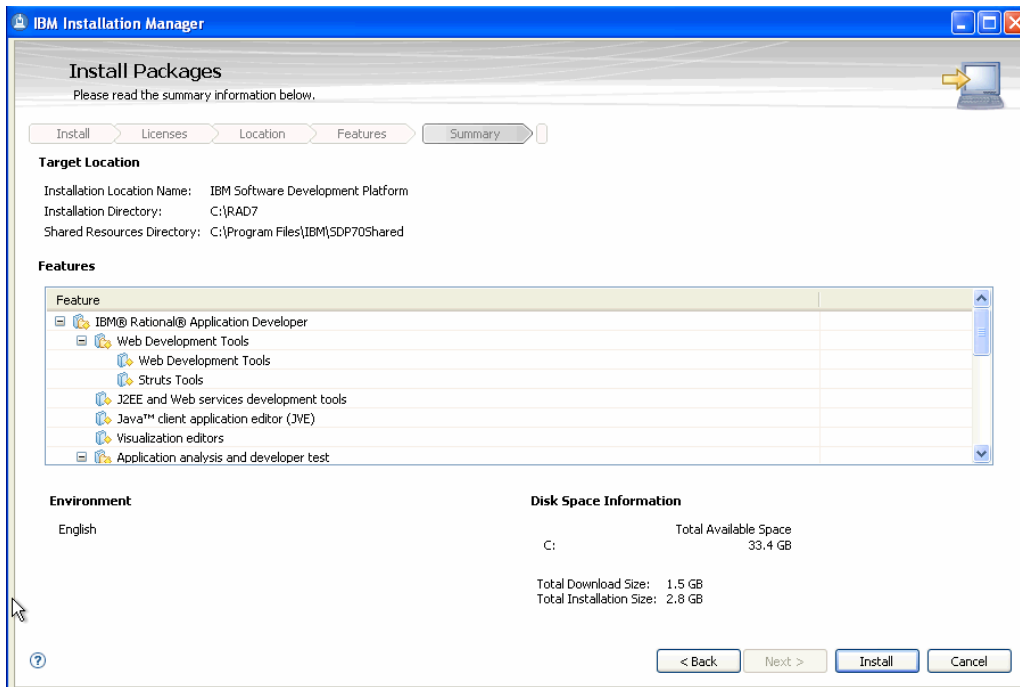 IBM Installation Manager
Install Packages
Please read the summary information below.
Install Licenses Location Features Summary
Target Location
Installation Location Name: IBM Software Development Platform
Installation Directory: C:\RAD7
Shared Resources Directory: C:\Program Files\IBM\SDP70Shared
Features
Feature
IBM® Rational® Application Developer
Web Development Tools
Web Development Tools
Struts Tools
J2EE and Web services development tools
Java™ client application editor (JVE)
Visualization editors
Application analysis and developer test
Environment
English
Disk Space Information
Total Available Space
C: 33.4 GB
Total Download Size: 1.5 GB
Total Installation Size: 2.8 GB
? < Back Next > Install Cancel